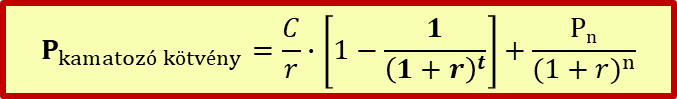 P_kamatozó kötvény = C/r · [1 − 1/(1 + r)^t] + P_n/(1 + r)^n